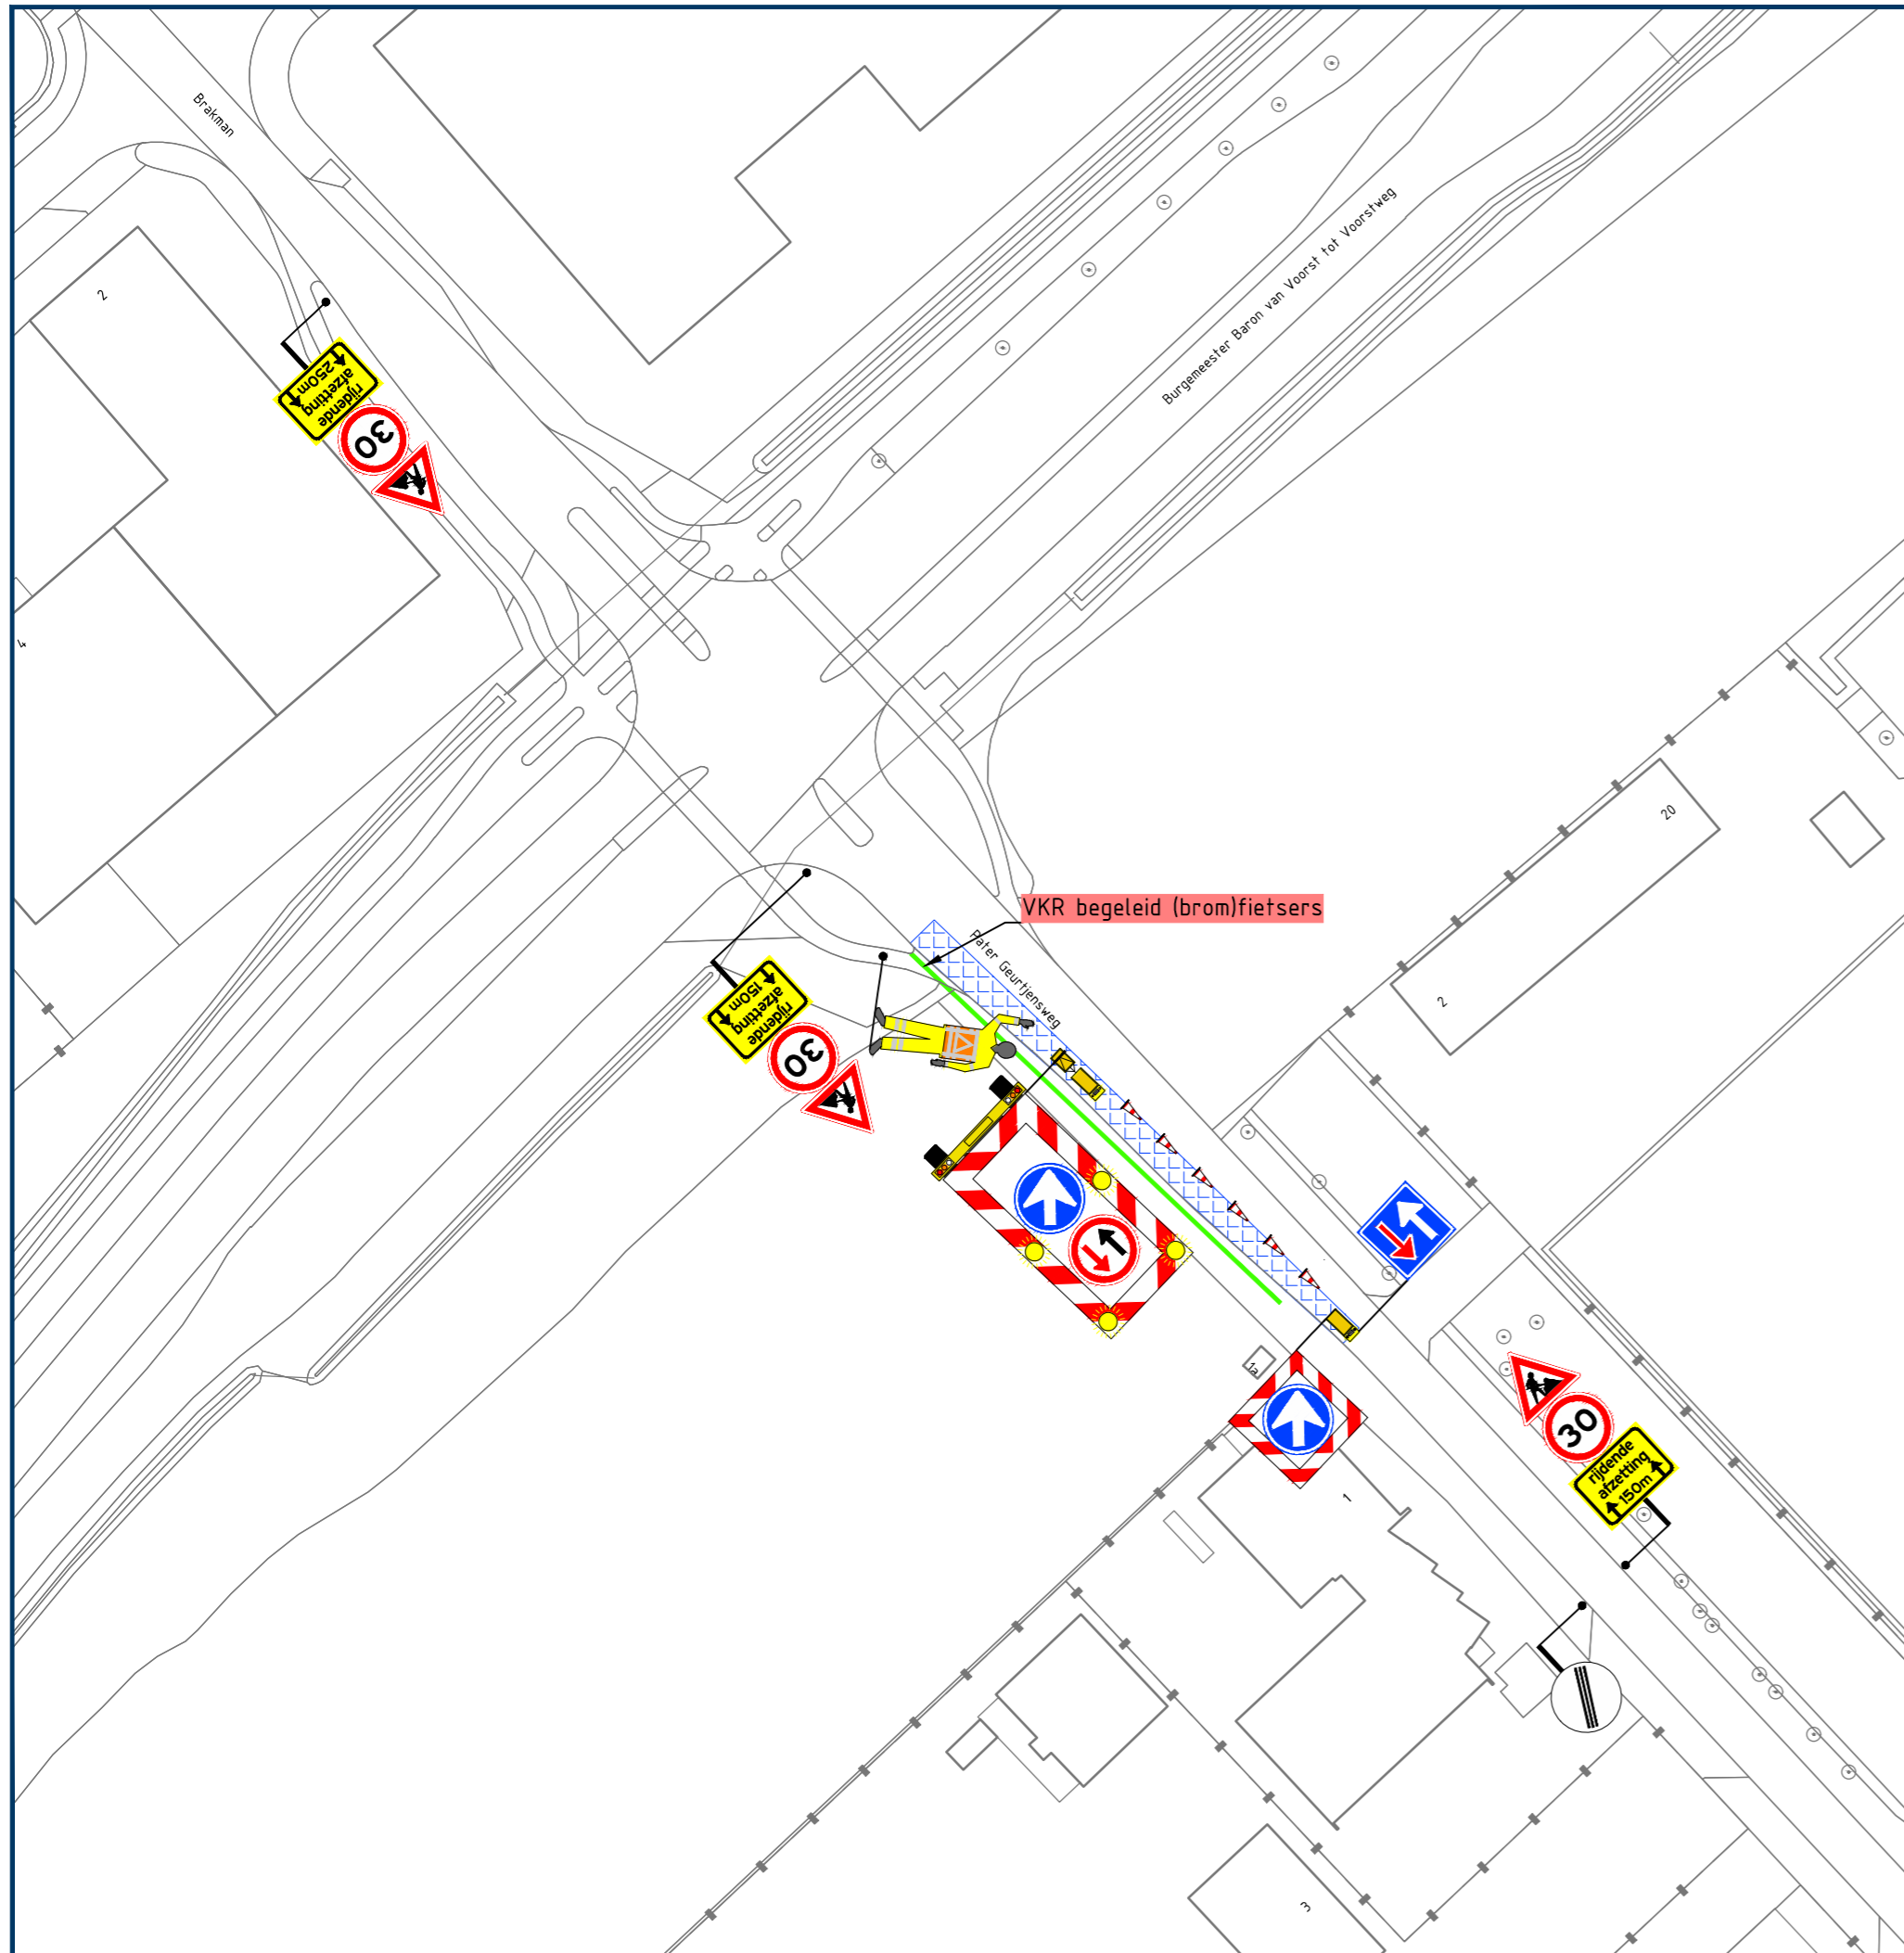 Brakman
2
4
rijdende
afzetting
250m
30
Burgemeester Baron van Voorst tot Voorstweg
20
2
VKR begeleid (brom)fietsers
Pater Geurtjensweg
rijdende
afzetting
150m
30
1a
1
30
rijdende
afzetting
150m
3